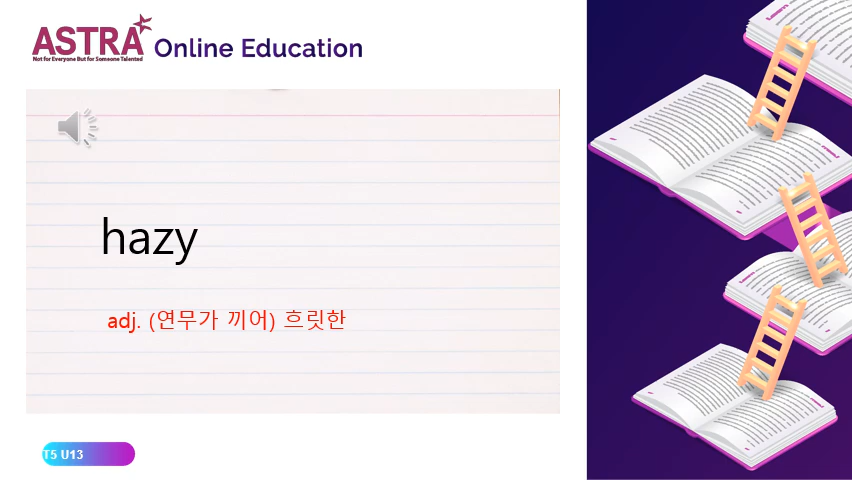 ASTRA
Not for Everyone But for Someone Talented
Online Education
hazy
adj. (연무가 끼어) 흐릿한
T5 U13